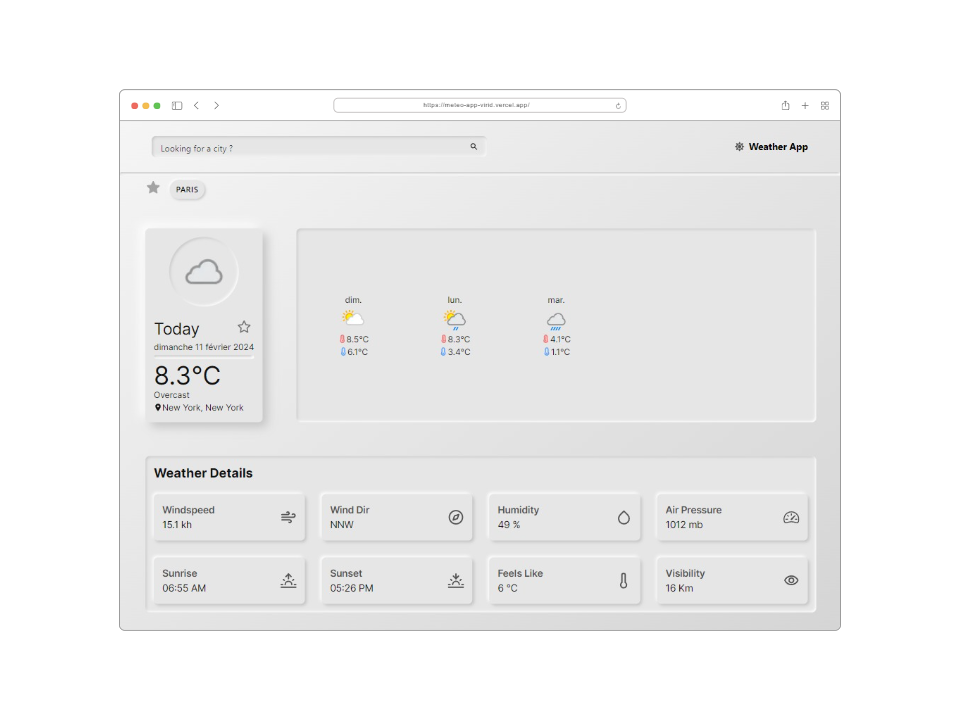 https://meteo-app-virid.vercel.app/
Looking for a city ?
Weather App
PARIS
Today
dimanche 11 février 2024
8.3°C
Overcast
New York, New York
dim.
8.5°C
6.1°C
lun.
8.3°C
3.4°C
mar.
4.1°C
1.1°C
Weather Details
Windspeed
15.1 kh
Wind Dir
NNW
Humidity
49 %
Air Pressure
1012 mb
Sunrise
06:55 AM
Sunset
05:26 PM
Feels Like
6 °C
Visibility
16 Km